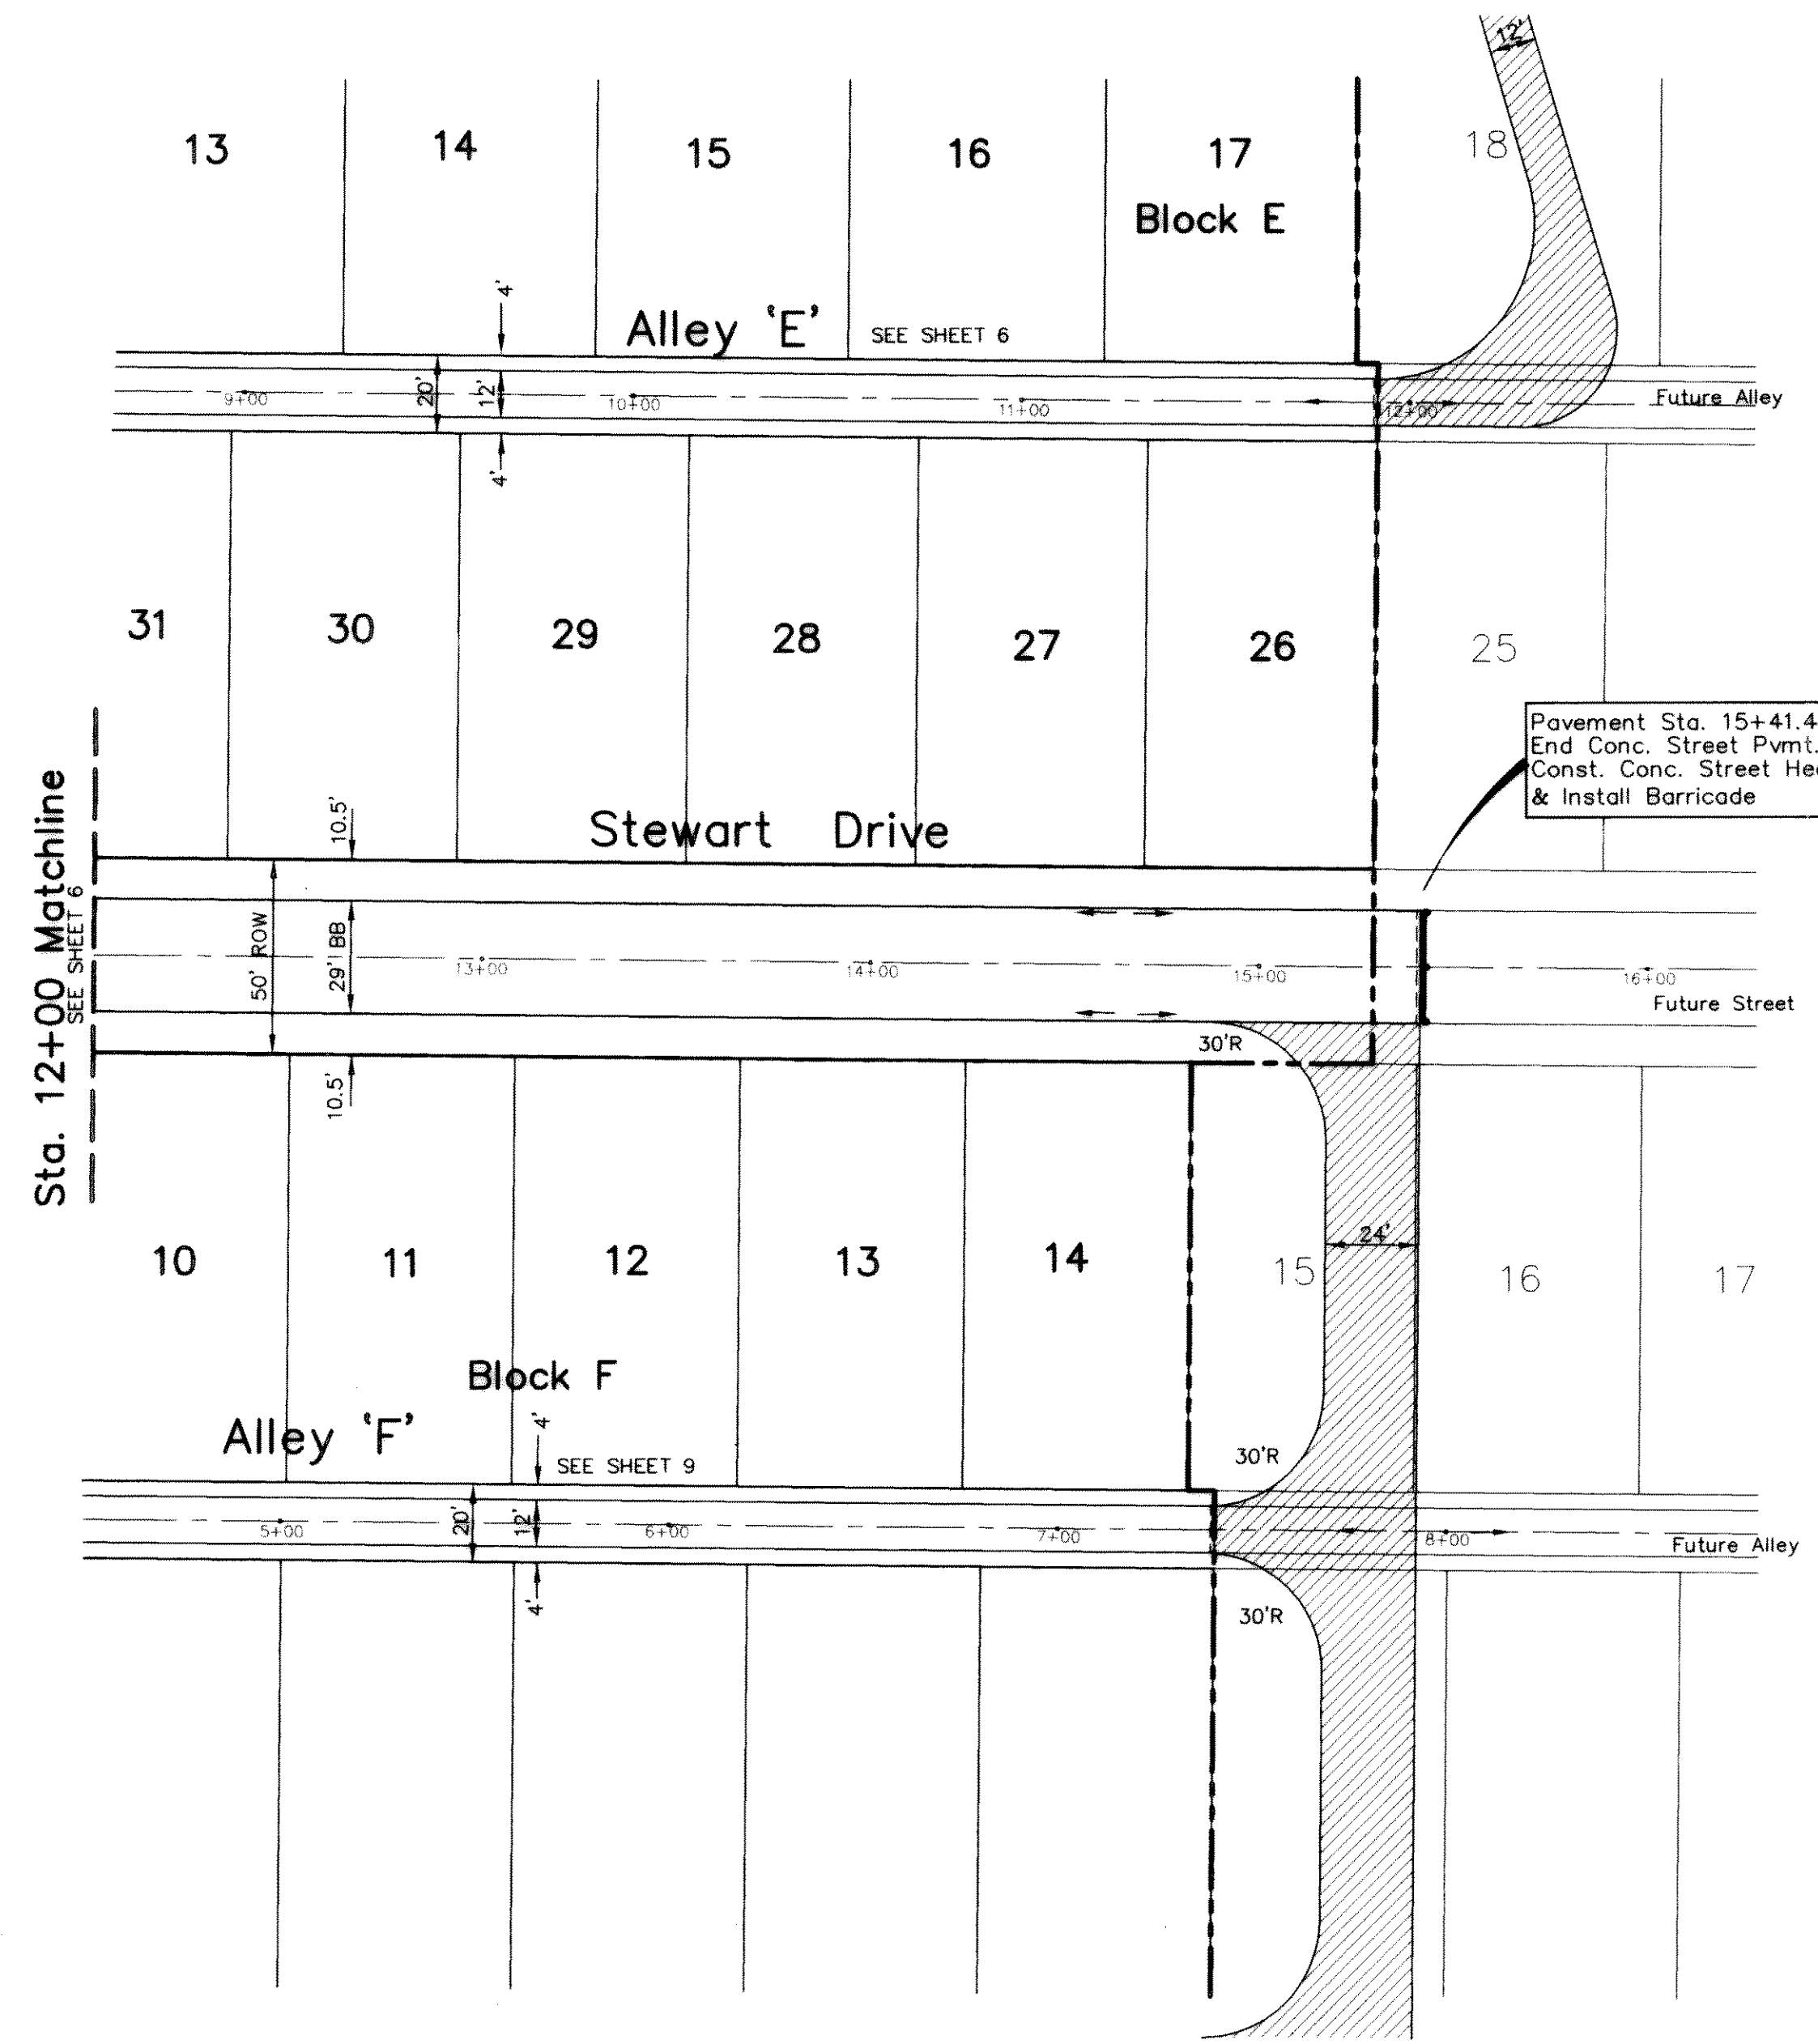 12'
13
14
15
16
17
18
Block E
4'
Alley 'E'
SEE SHEET 6
20'
12'
9+00
10+00
11+00
12+00
Future Alley
4'
31
30
29
28
27
26
25
Pavement Sta. 15+41.4
End Conc. Street Pvmt.
Const. Conc. Street
& Install Barricade
Sta. 12+00 Matchline
SEE SHEET 6
10.5'
Stewart Drive
50' ROW
29' BB
13+00
14+00
15+00
16+00
Future Street
30'R
10.5'
24'
10
11
12
13
14
15
16
17
Block F
Alley 'F'
4'
SEE SHEET 9
30'R
20'
12'
5+00
6+00
7+00
8+00
Future Alley
4'
30'R